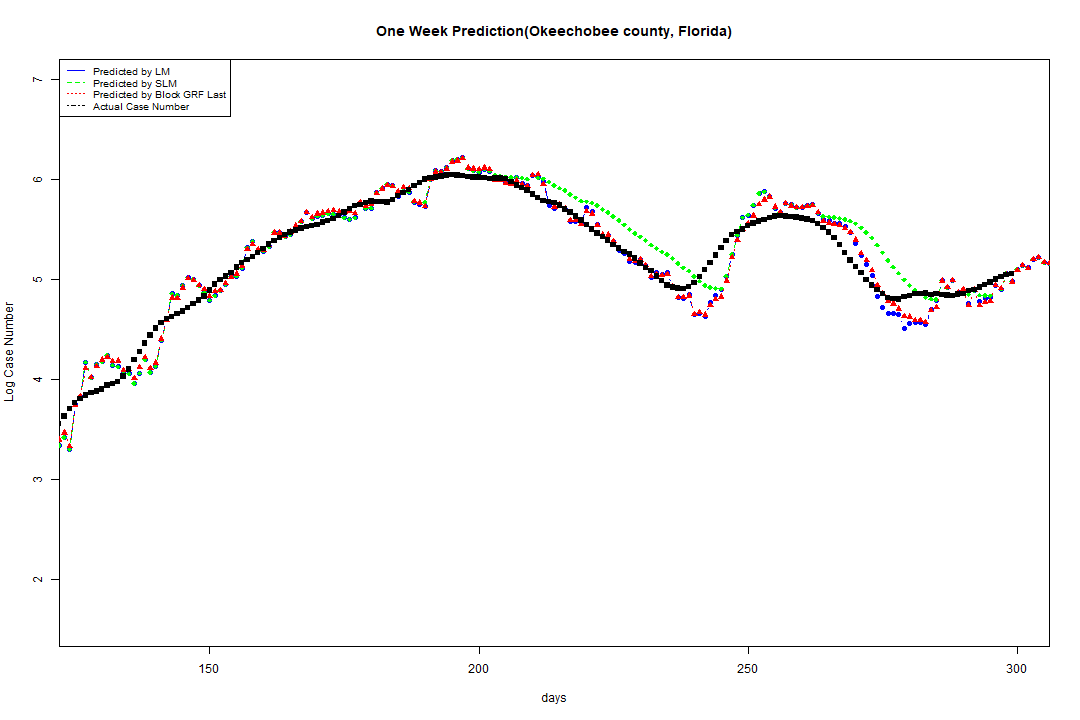 One Week Prediction(Okeechobee county, Florida)
Predicted by LM
Predicted by SLM
Predicted by Block GRF Last
Actual Case Number
7
6
5
4
3
2
Log Case Number
150
200
250
300
days